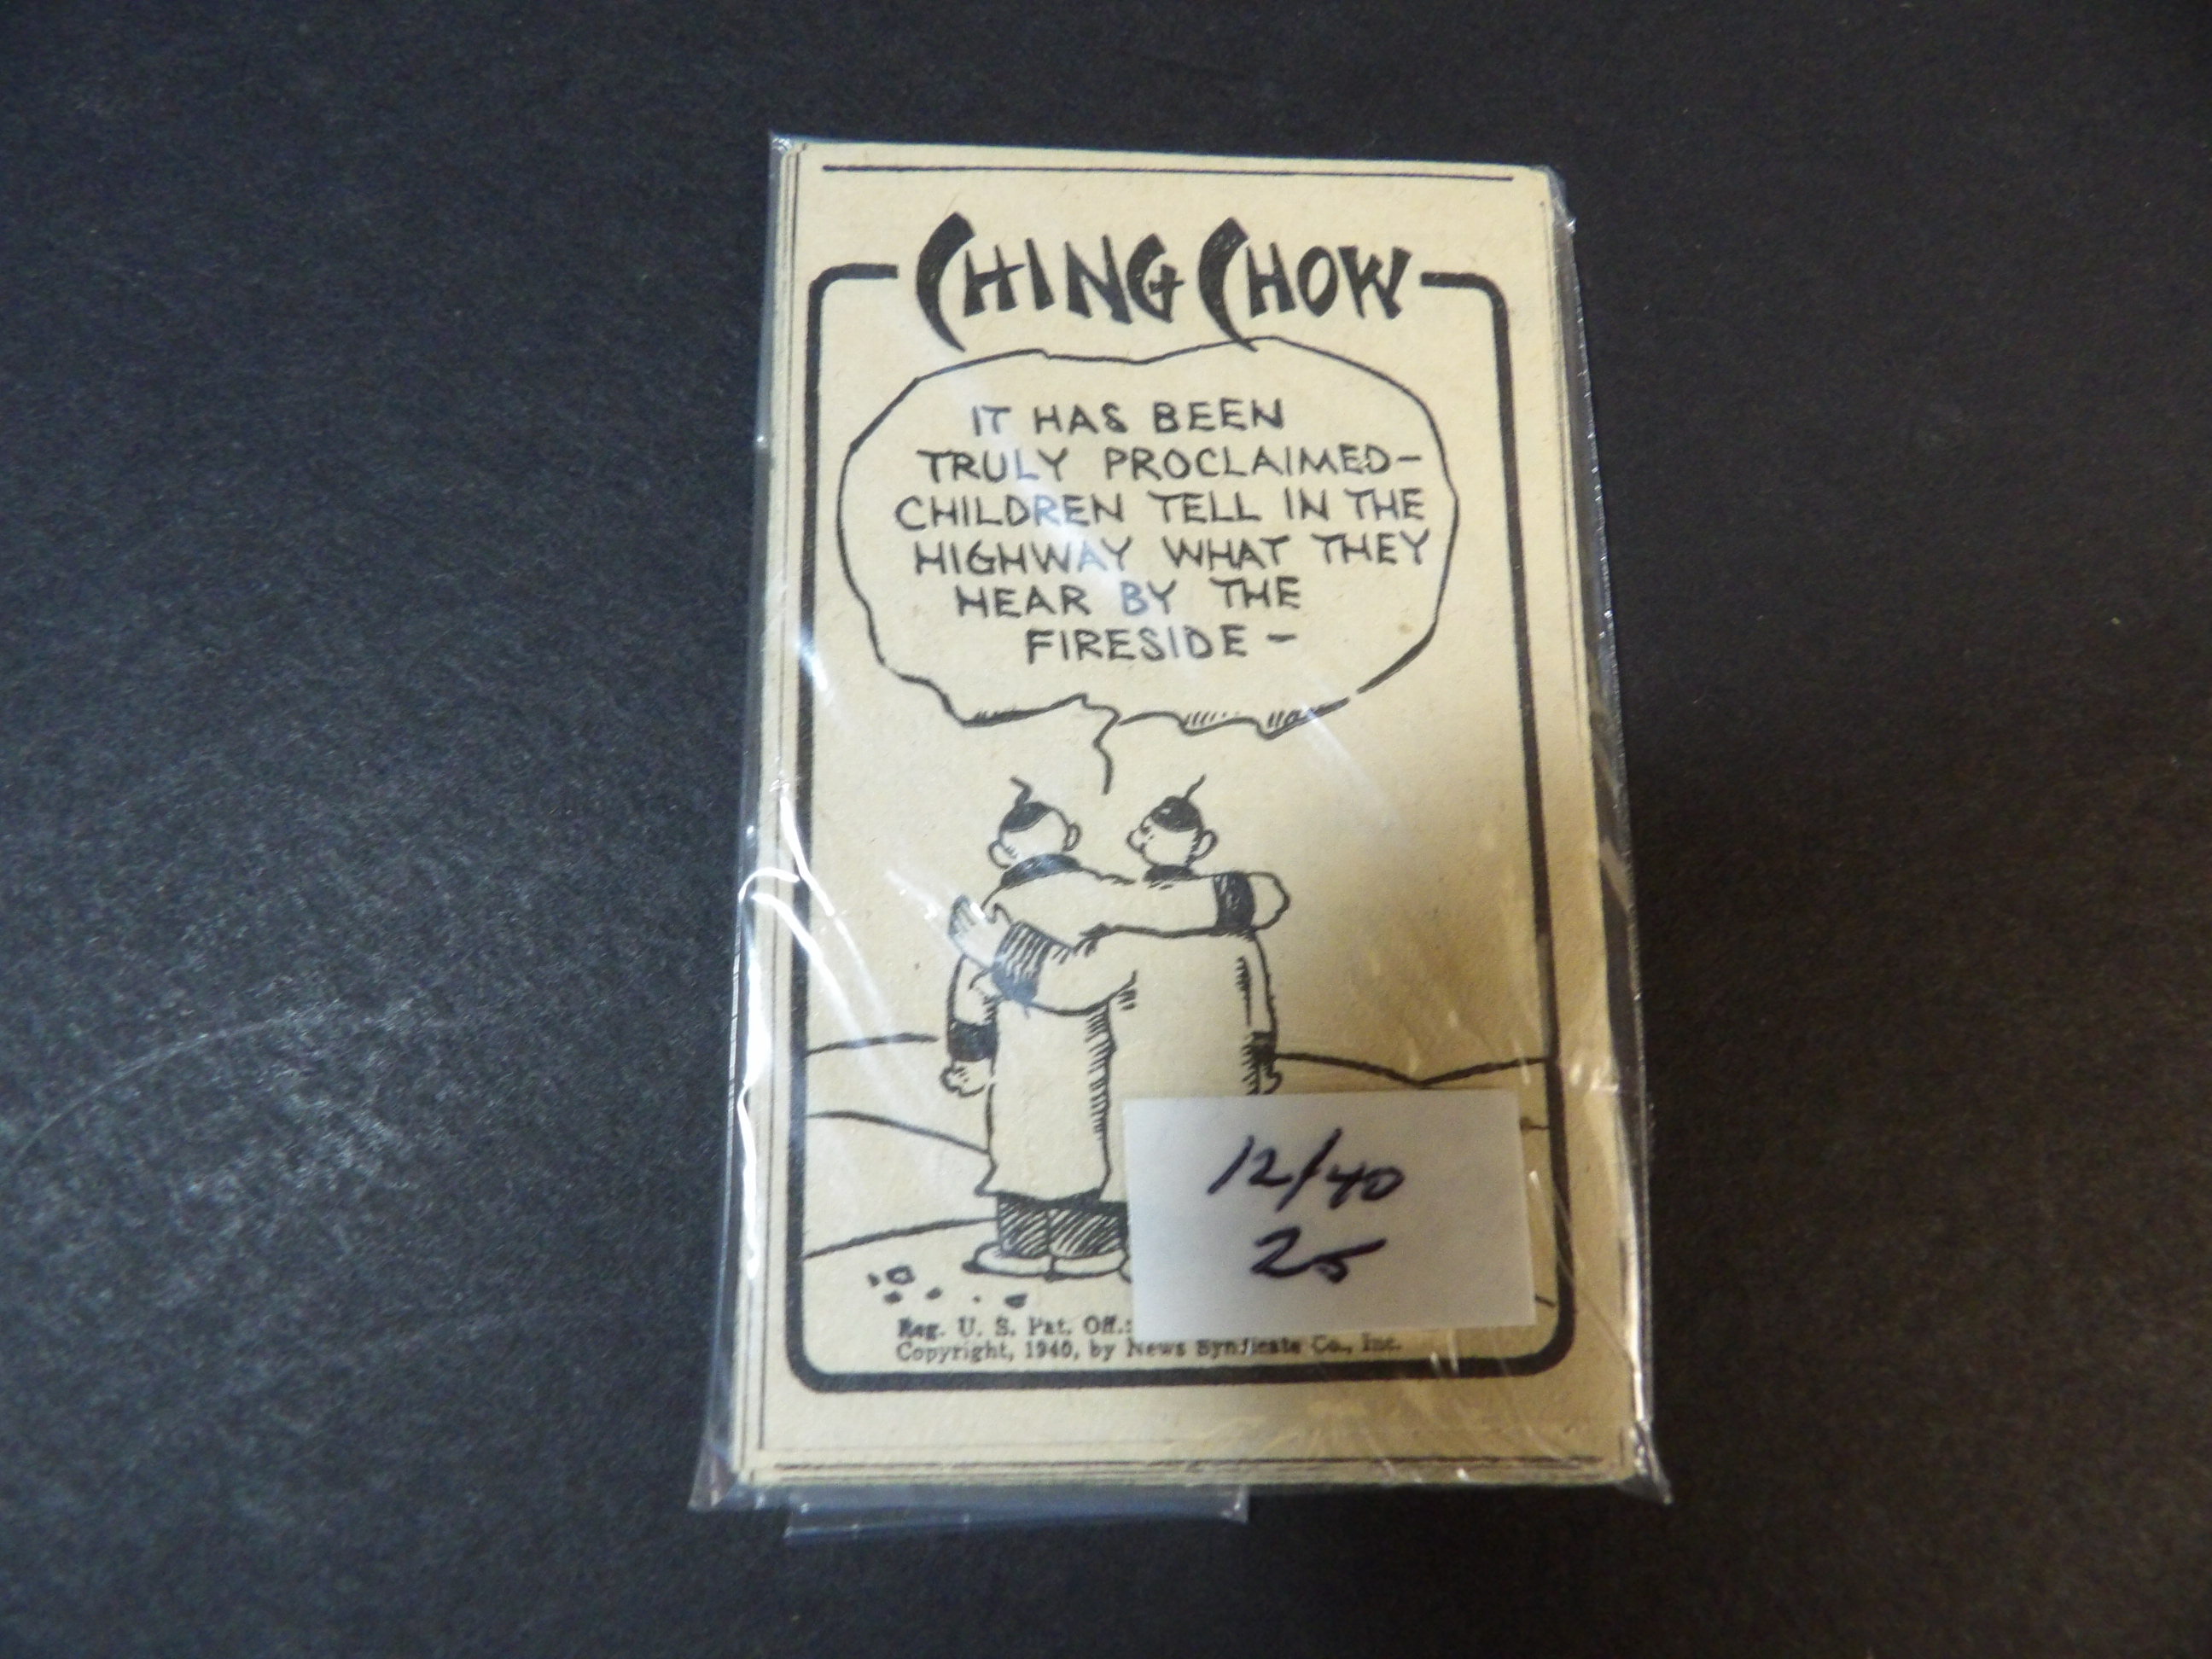 CHING CHOW
IT HAS BEEN
TRULY PROCLAIMED—
CHILDREN TELL IN THE
HIGHWAY WHAT THEY
HEAR BY THE
FIRESIDE —
12/40
25
Reg. U. S. Pat. Off.:
Copyright, 1940, by News Syndicate Co., Inc.